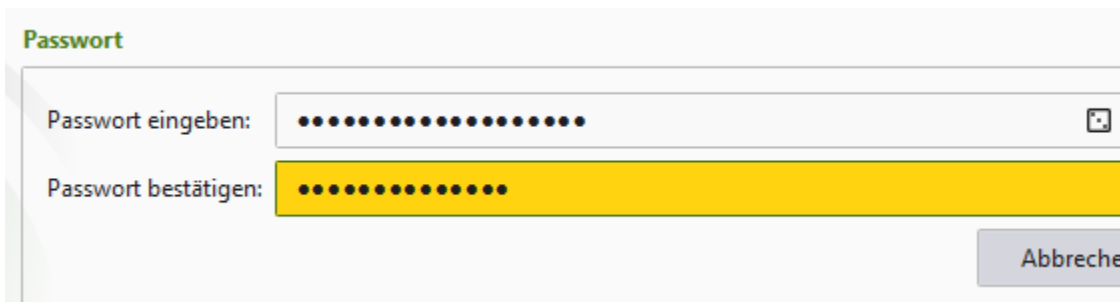 Passwort
Passwort eingeben: ●●●●●●●●●●●●●●●●●●●
Passwort bestätigen: ●●●●●●●●●●●●●●
Abbreche